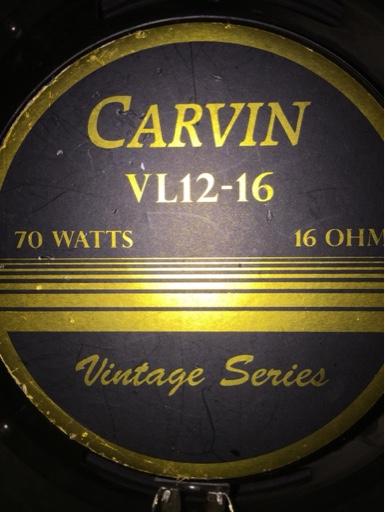 CARVIN
VL12-16
70 WATTS 16 OHM
Vintage Series